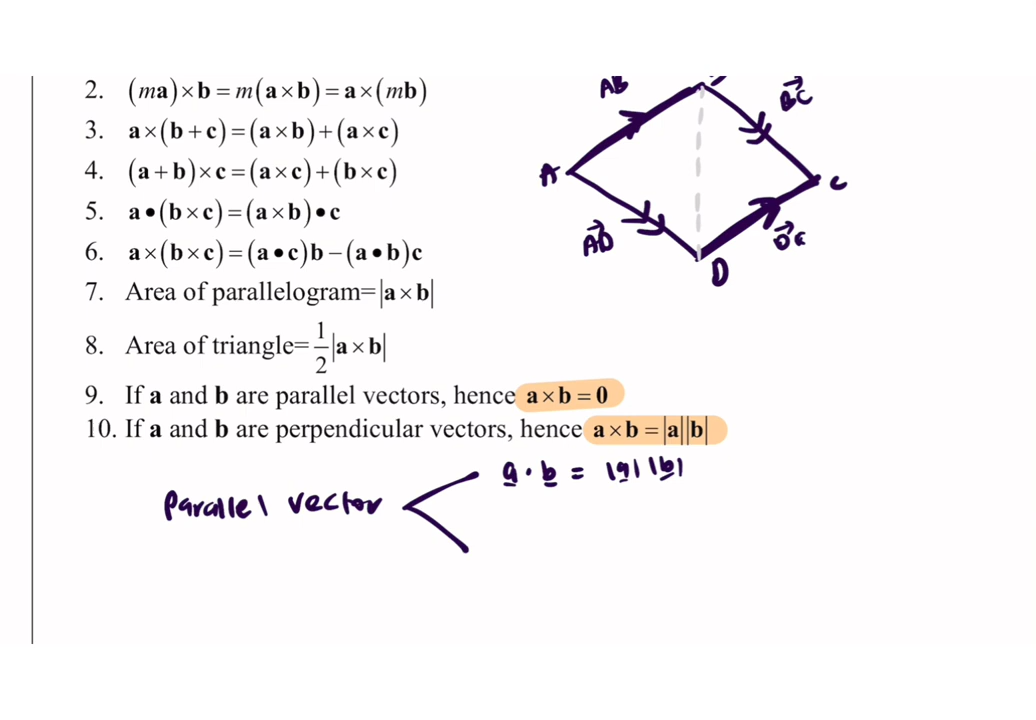 2. (ma)×b = m(a×b) = a×(mb)
3. a×(b+c) = (a×b)+(a×c)
4. (a+b)×c = (a×c)+(b×c)
5. a•(b×c) = (a×b)•c
6. a×(b×c) = (a•c)b−(a•b)c
7. Area of parallelogram=|a×b|
8. Area of triangle=1/2|a×b|
9. If a and b are parallel vectors, hence a×b = 0
10. If a and b are perpendicular vectors, hence a×b = |a||b|
a · b = |a| |b|
Parallel vector
AB
BC
A
C
AD
DC
D